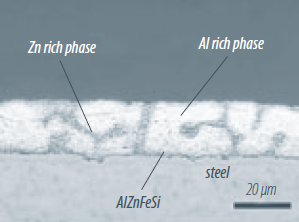 Zn rich phase
Al rich phase
steel
AlZnFeSi
20 µm